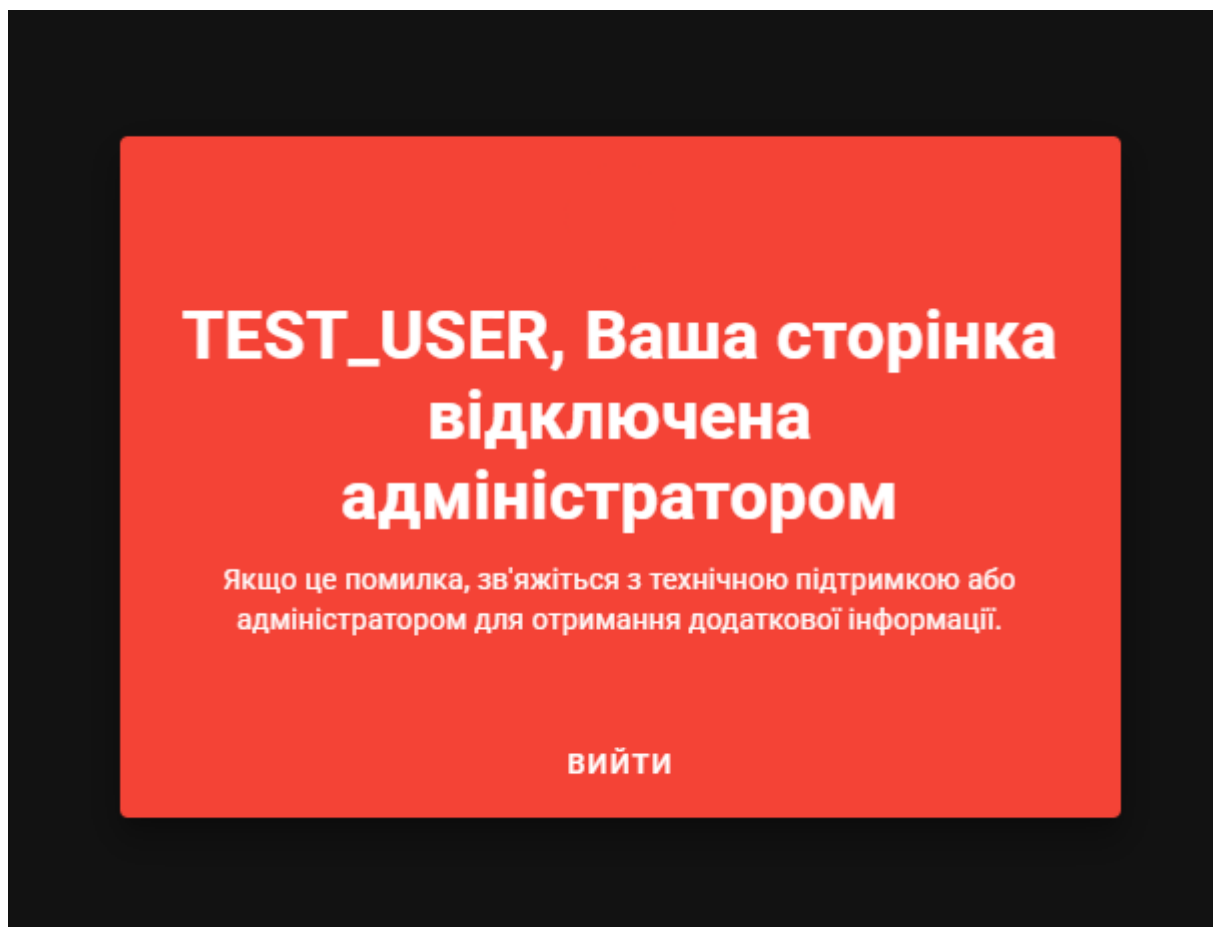 TEST_USER, Ваша сторінка
відключена
адміністратором
Якщо це помилка, зв'яжіться з технічною підтримкою або
адміністратором для отримання додаткової інформації.
ВИЙТИ